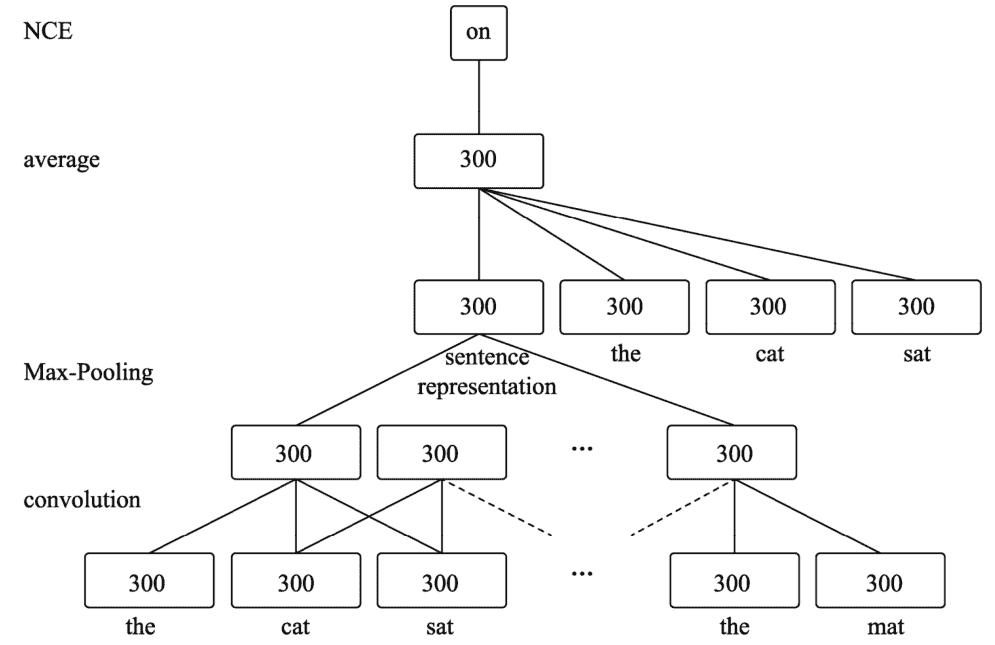 NCE
on
average
300
300 300 300 300
the cat sat
sentence
representation
Max-Pooling
300 300 ... 300
convolution
300 300 300 ... 300 300
the cat sat the mat